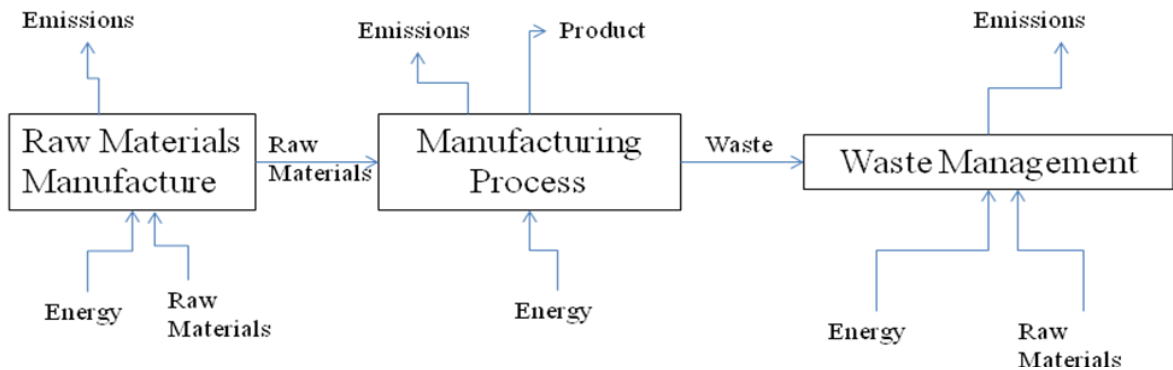 Emissions
Emissions
Product
Emissions
Raw Materials
Manufacture
Raw
Materials
Manufacturing
Process
Waste
Waste Management
Energy
Raw
Materials
Energy
Energy
Raw
Materials